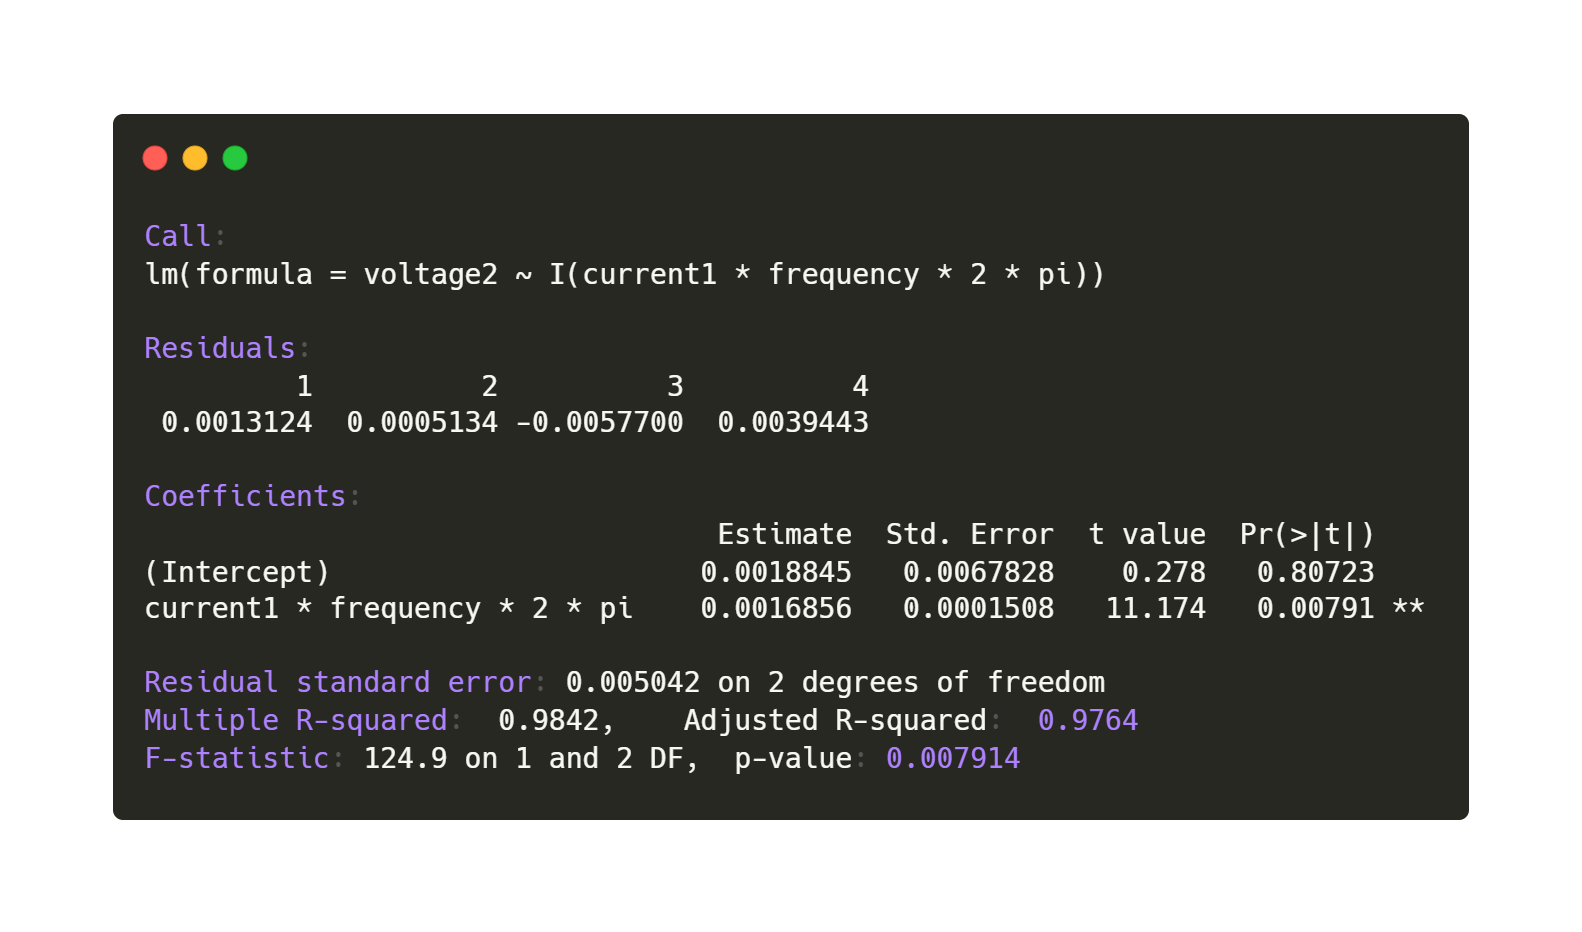 Call:
lm(formula = voltage2 ~ I(current1 * frequency * 2 * pi))
Residuals:
1 2 3 4
0.0013124 0.0005134 -0.0057700 0.0039443
Coefficients:
Estimate Std. Error t value Pr(>|t|)
(Intercept) 0.0018845 0.0067828 0.278 0.80723
current1 * frequency * 2 * pi 0.0016856 0.0001508 11.174 0.00791 **
Residual standard error: 0.005042 on 2 degrees of freedom
Multiple R-squared: 0.9842, Adjusted R-squared: 0.9764
F-statistic: 124.9 on 1 and 2 DF, p-value: 0.007914